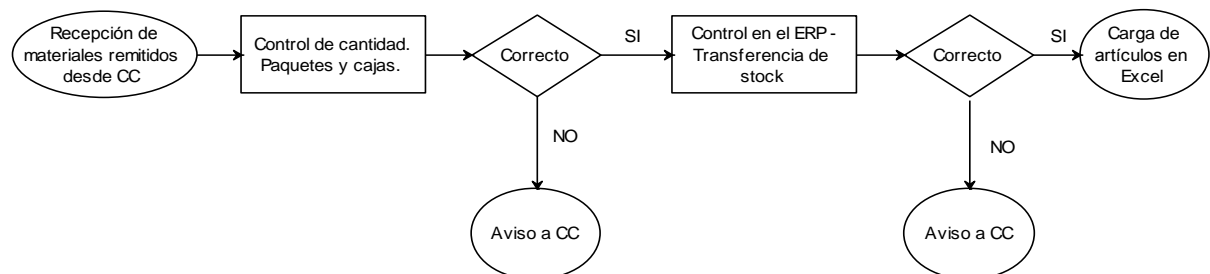 Recepción de
materiales remitidos
desde CC
Control de cantidad.
Paquetes y cajas.
Correcto
SI
Control en el ERP -
Transferencia de
stock
Correcto
SI
Carga de
artículos en
Excel
NO
NO
Aviso a CC
Aviso a CC